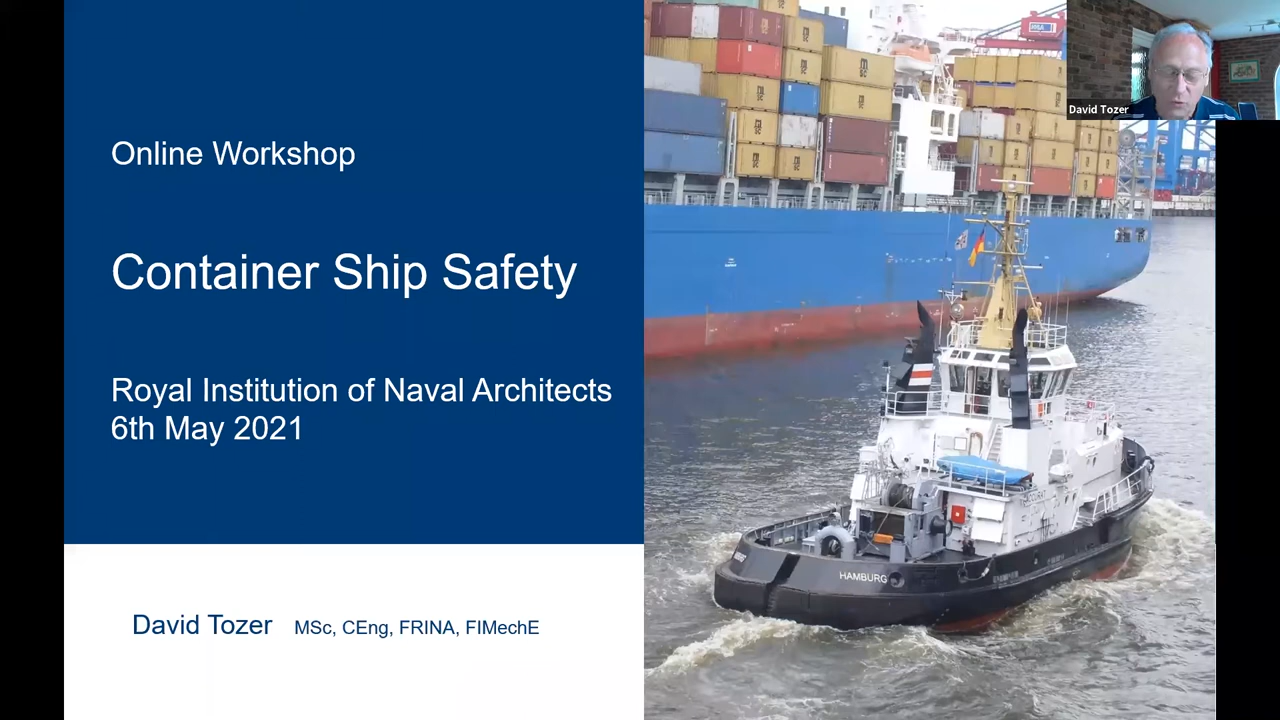 Online Workshop
Container Ship Safety
Royal Institution of Naval Architects
6th May 2021
David Tozer MSc, CEng, FRINA, FIMechE
David Tozer
HAMBURG